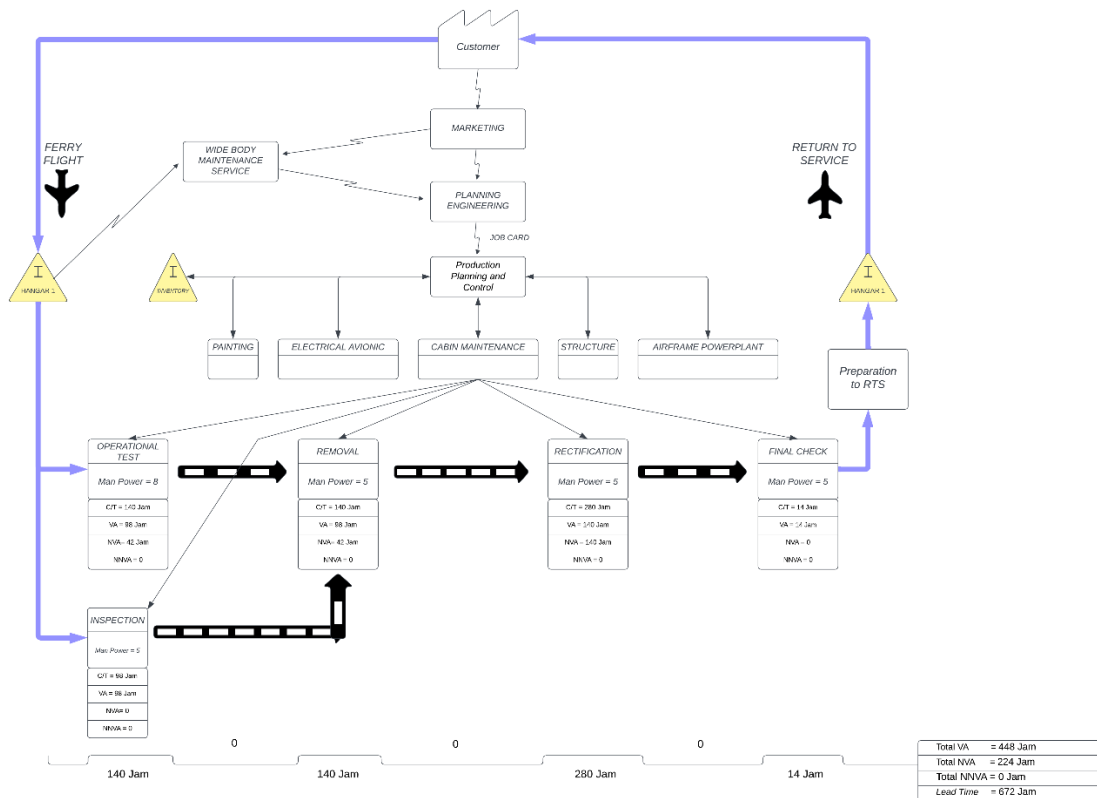 Customer
MARKETING
FERRY
FLIGHT
WIDE BODY
MAINTENANCE
SERVICE
RETURN TO
SERVICE
PLANNING
ENGINEERING
JOB CARD
I
HANGAR 1
I
INVENTORY
Production
Planning and
Control
I
HANGAR 1
PAINTING
ELECTRICAL AVIONIC
CABIN MAINTENANCE
STRUCTURE
AIRFRAME POWERPLANT
Preparation
to RTS
OPERATIONAL
TEST
Man Power = 8
C/T = 140 Jam
VA = 98 Jam
NVA= 42 Jam
NNVA = 0
REMOVAL
Man Power = 5
C/T = 140 Jam
VA = 98 Jam
NVA= 42 Jam
NNVA = 0
RECTIFICATION
Man Power = 5
C/T = 280 Jam
VA = 140 Jam
NVA = 140 Jam
NNVA = 0
FINAL CHECK
Man Power = 5
C/T = 14 Jam
VA = 14 Jam
NVA = 0
NNVA = 0
INSPECTION
Man Power = 5
C/T = 98 Jam
VA = 98 Jam
NVA= 0
NNVA = 0
0
0
0
140 Jam
140 Jam
280 Jam
14 Jam
Total VA = 448 Jam
Total NVA = 224 Jam
Total NNVA = 0 Jam
Lead Time = 672 Jam